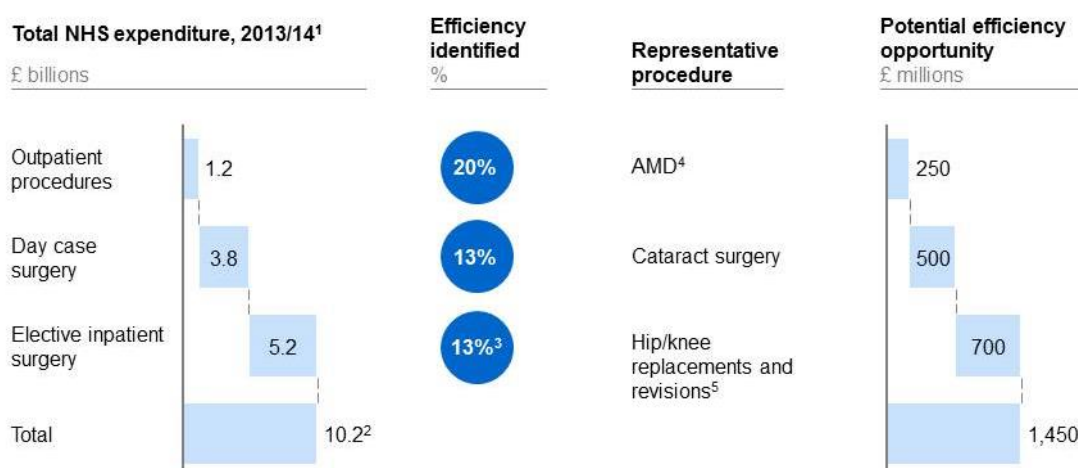 Total NHS expenditure, 2013/14¹
£ billions
Efficiency
identified
%
Representative
procedure
Potential efficiency
opportunity
£ millions
Outpatient
procedures
1.2
20%
AMD⁴
250
Day case
surgery
3.8
13%
Cataract surgery
500
Elective inpatient
surgery
5.2
13%³
Hip/knee
replacements and
revisions⁵
700
Total
10.2²
1,450